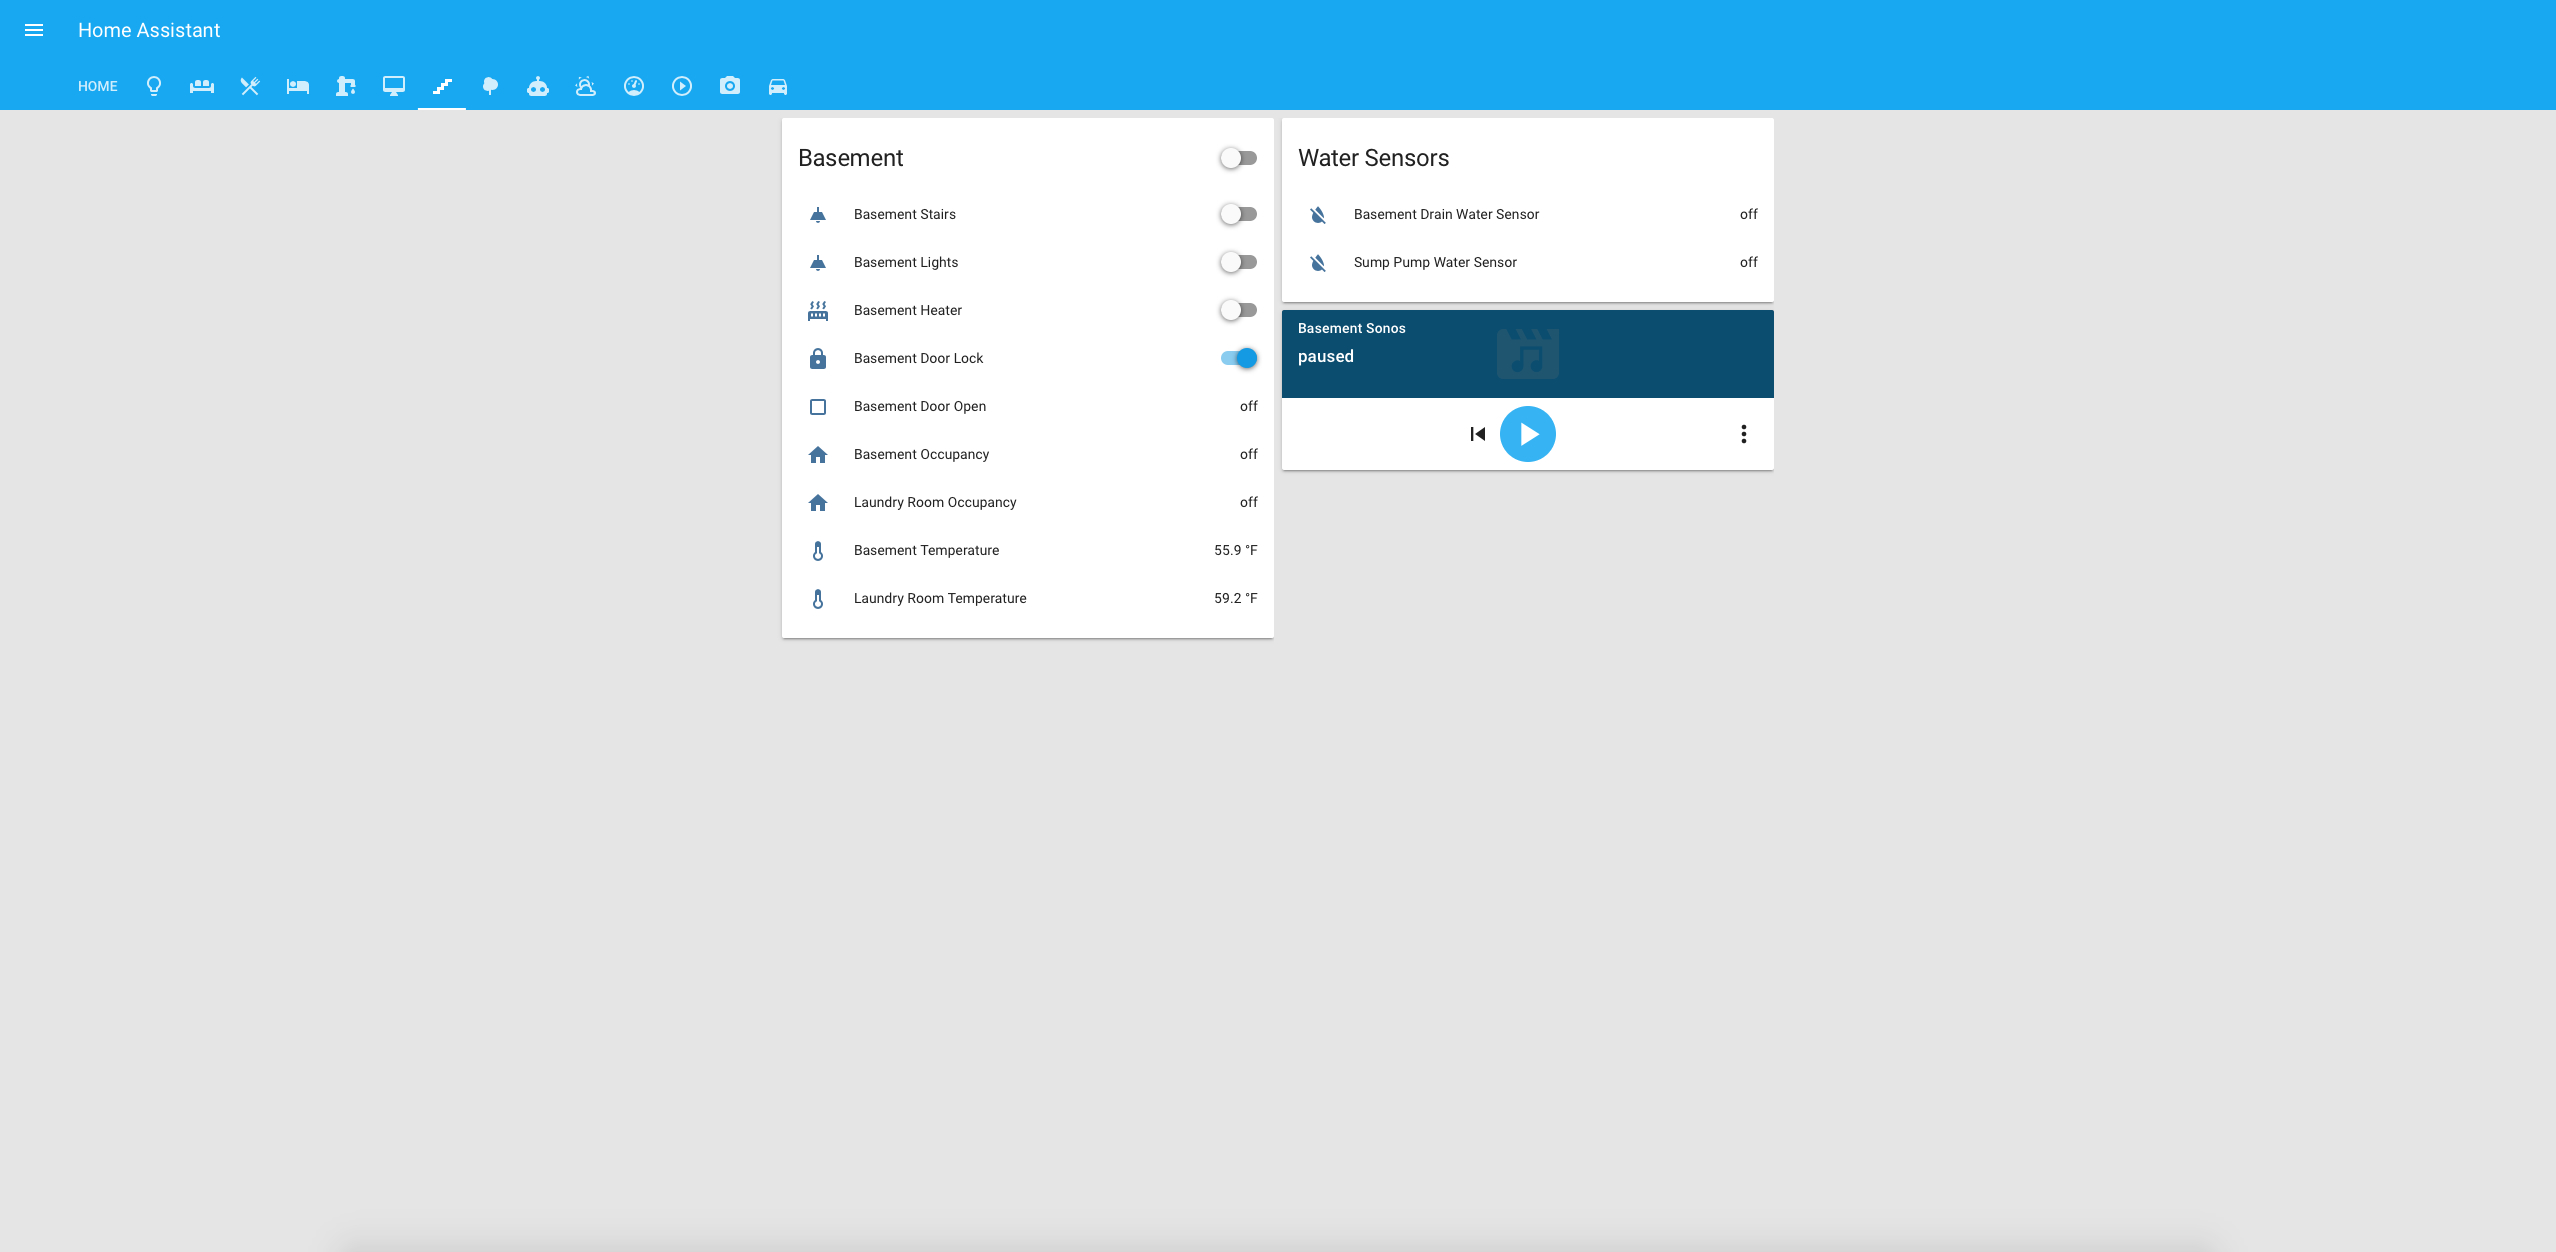 Home Assistant
HOME
Basement
Basement Stairs
Basement Lights
Basement Heater
Basement Door Lock
Basement Door Open off
Basement Occupancy off
Laundry Room Occupancy off
Basement Temperature 55.9 °F
Laundry Room Temperature 59.2 °F
Water Sensors
Basement Drain Water Sensor off
Sump Pump Water Sensor off
Basement Sonos
paused